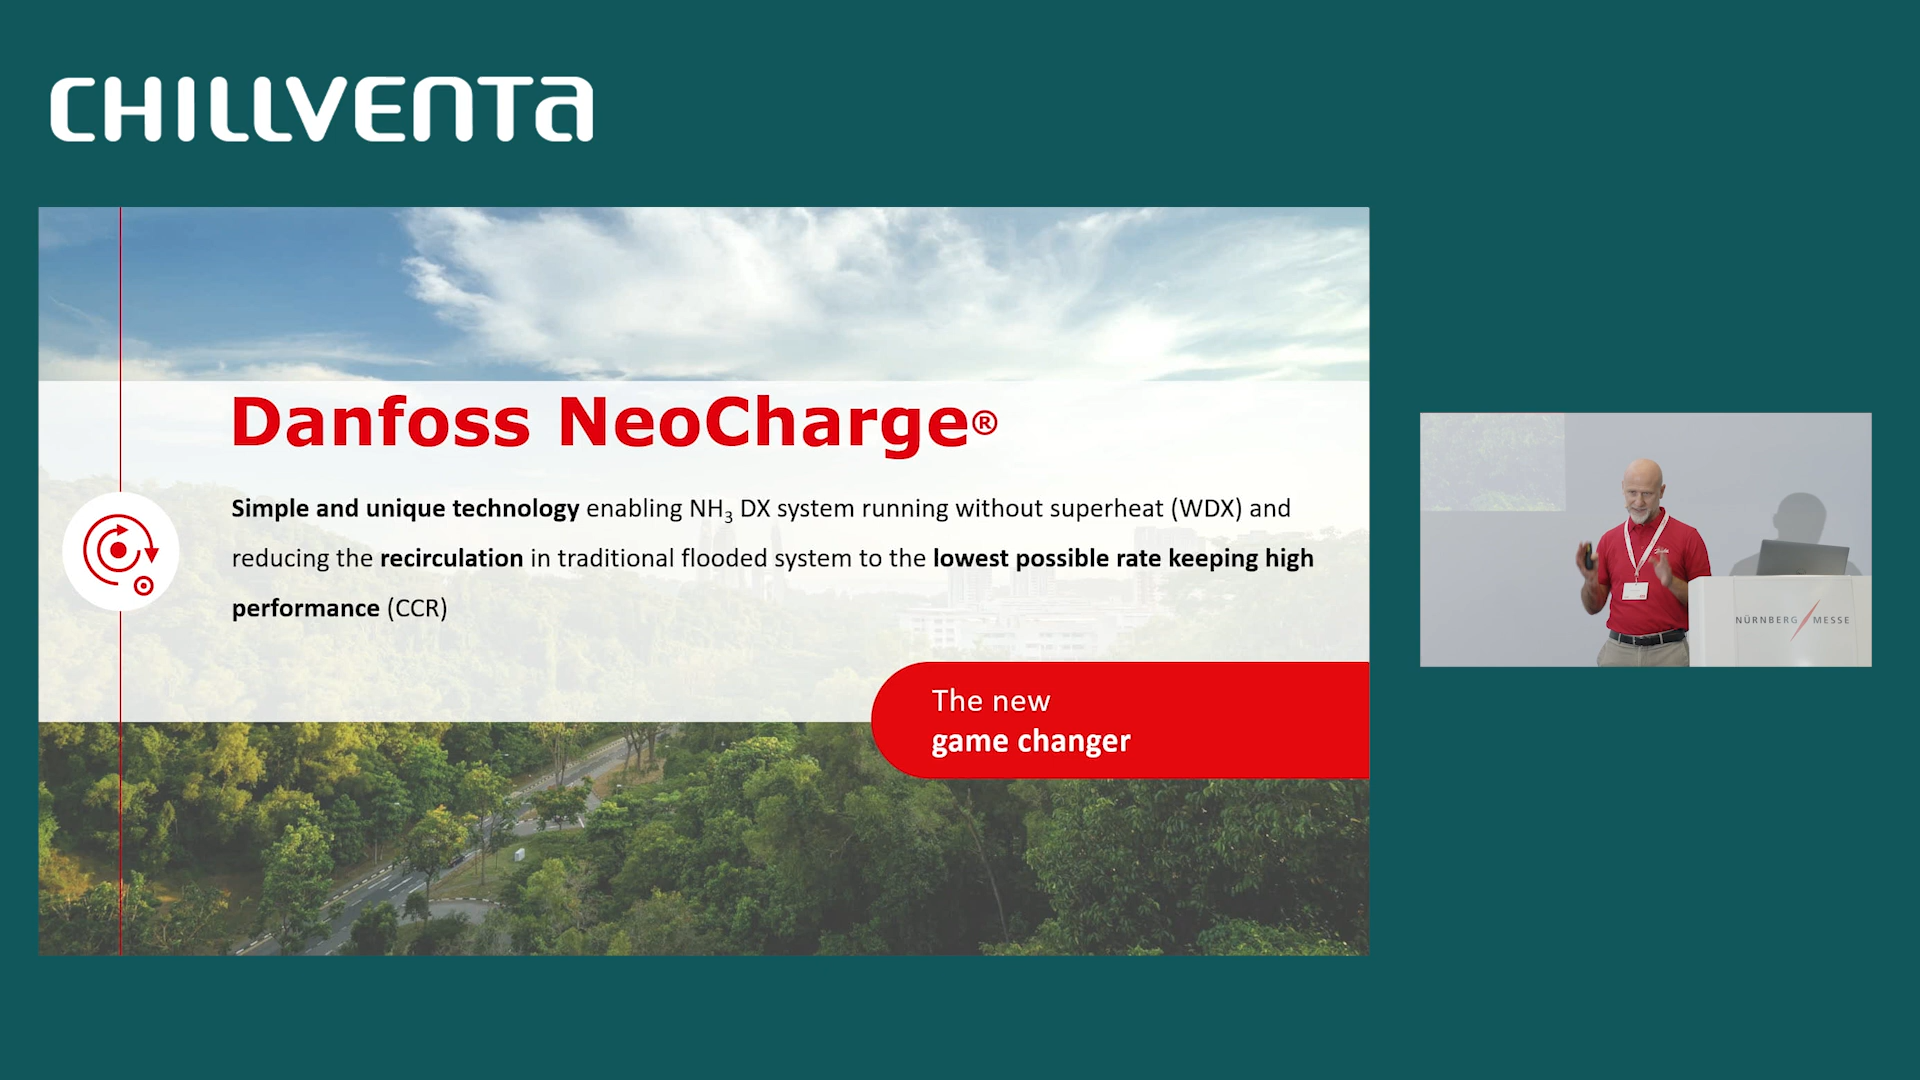 CHILLVENTA
Danfoss NeoCharge®
Simple and unique technology enabling NH₃ DX system running without superheat (WDX) and
reducing the recirculation in traditional flooded system to the lowest possible rate keeping high
performance (CCR)
The new
game changer
NÜRNBERG MESSE